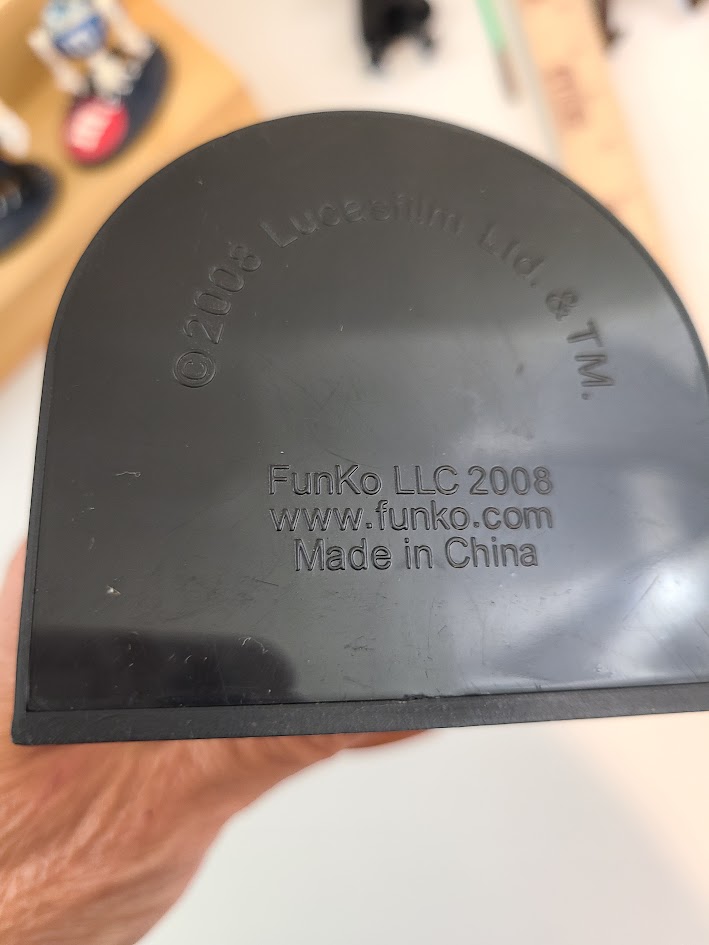 ©2008 Lucasfilm Ltd. & TM.
FunKo LLC 2008
www.funko.com
Made in China
m